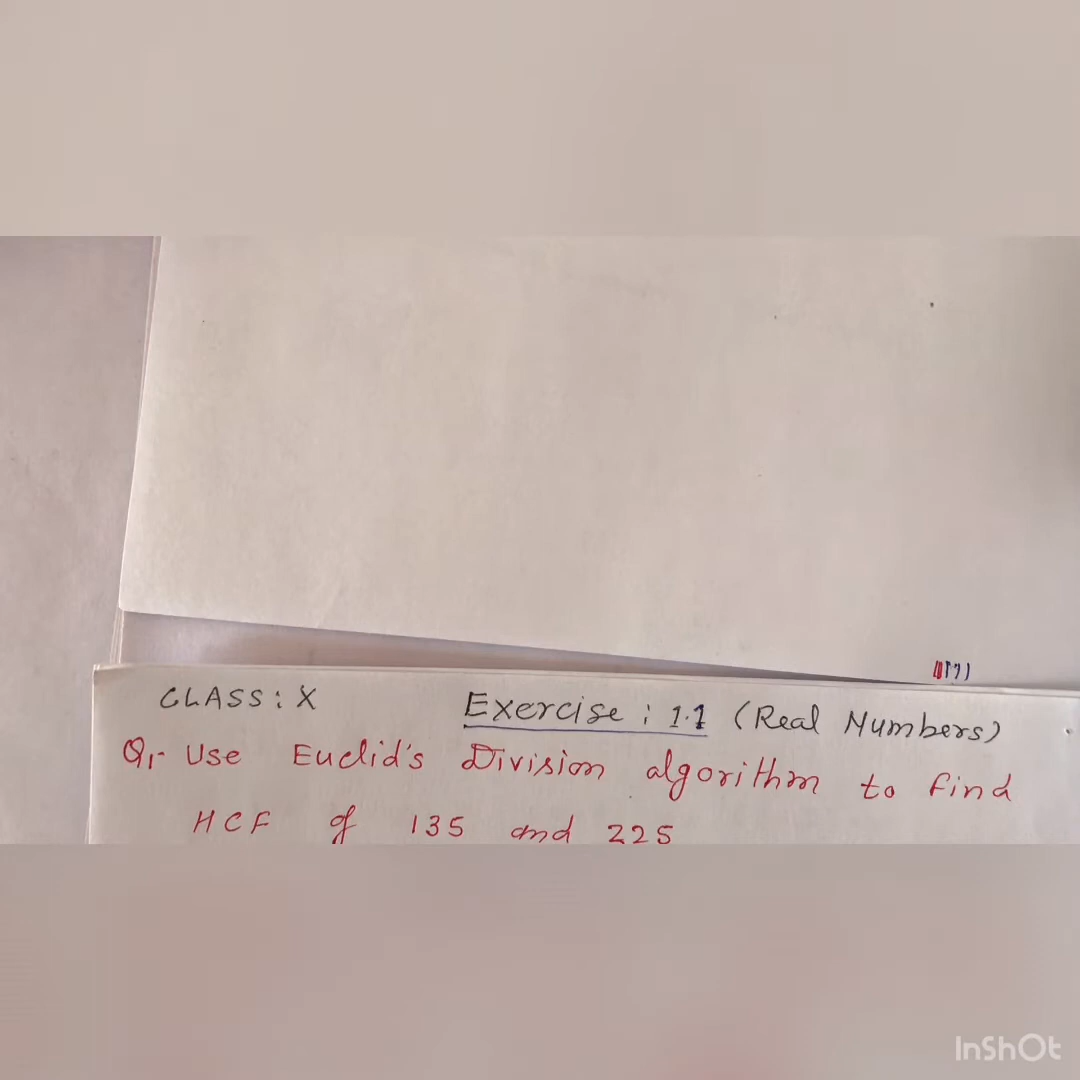 CLASS: X Exercise: 1.1 (Real Numbers)
Q1- Use Euclid's Division algorithm to find
HCF of 135 and 225
InShOt